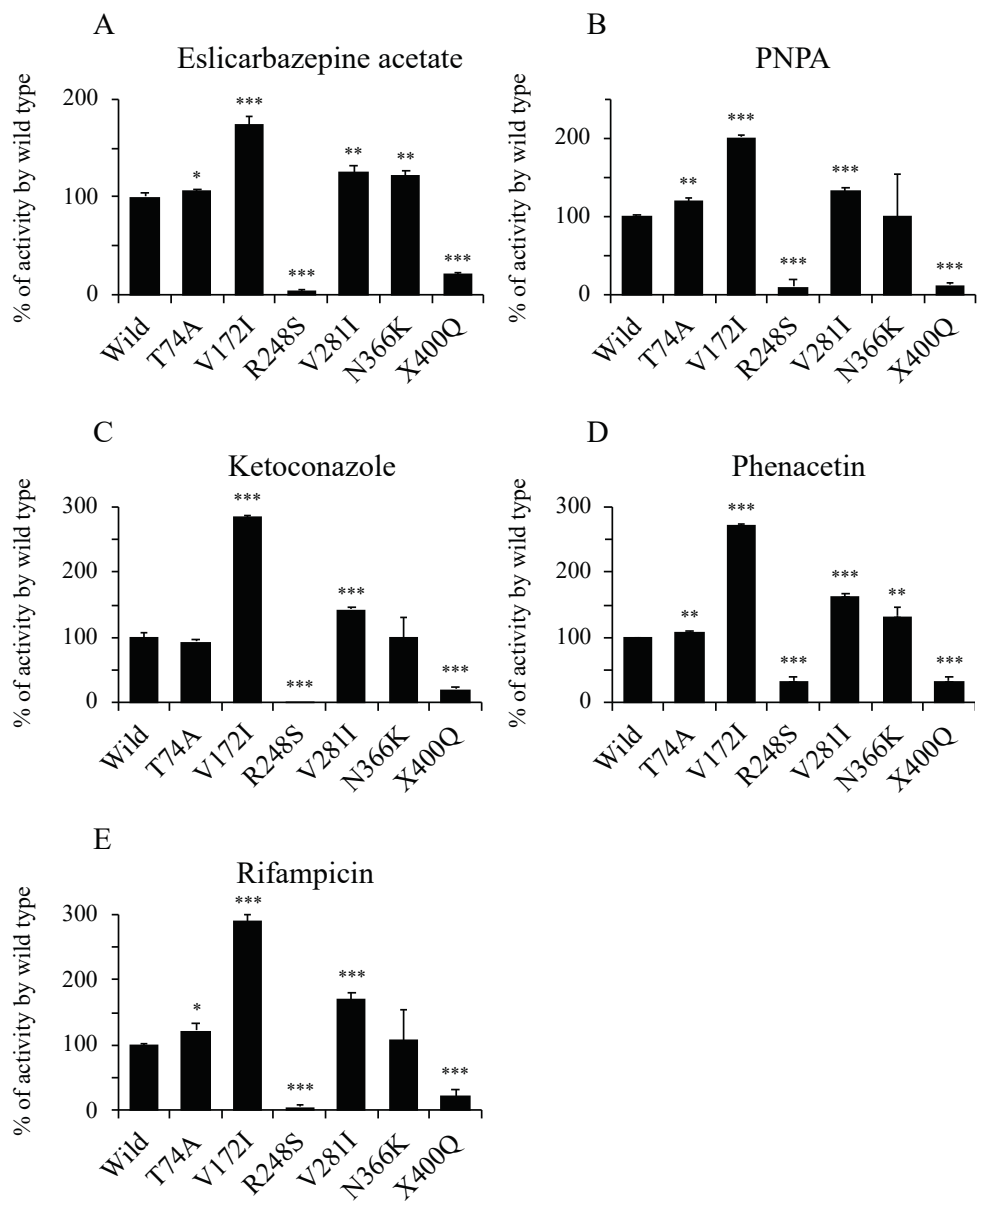 A
Eslicarbazepine acetate
% of activity by wild type
200
100
0
***
*
**
**
***
***
Wild
T74A
V172I
R248S
V281I
N366K
X400Q
B
PNPA
% of activity by wild type
200
100
0
***
**
***
***
***
Wild
T74A
V172I
R248S
V281I
N366K
X400Q
C
Ketoconazole
% of activity by wild type
300
200
100
0
***
***
***
***
Wild
T74A
V172I
R248S
V281I
N366K
X400Q
D
Phenacetin
% of activity by wild type
300
200
100
0
***
***
**
**
***
***
Wild
T74A
V172I
R248S
V281I
N366K
X400Q
E
Rifampicin
% of activity by wild type
300
200
100
0
***
***
*
***
***
Wild
T74A
V172I
R248S
V281I
N366K
X400Q